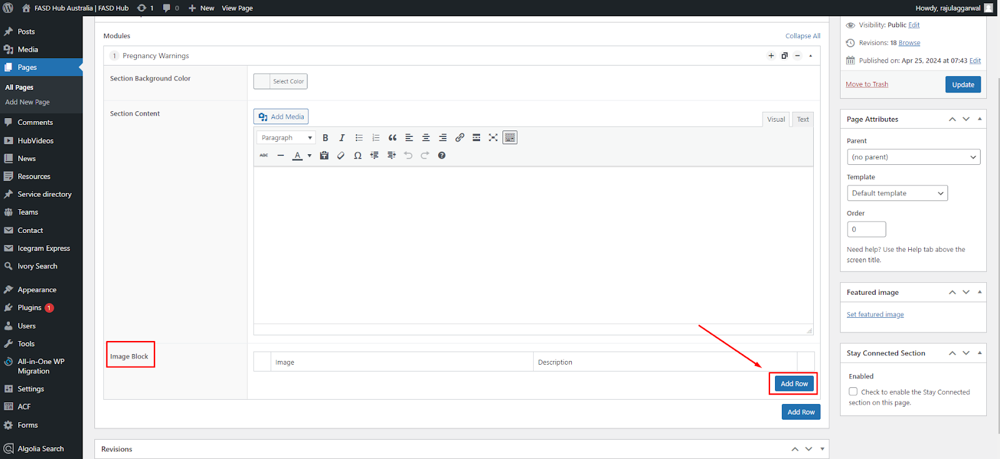 FASD Hub Australia | FASD Hub 1 0 New View Page Howdy, rajulaggarwal
Posts
Media
Pages
All Pages
Add New Page
Comments
HubVideos
News
Resources
Service directory
Teams
Contact
Icegram Express
Ivory Search
Appearance
Plugins 1
Users
Tools
All-in-One WP
Migration
Settings
ACF
Forms
Algolia Search
Modules Collapse All
1 Pregnancy Warnings
Section Background Color
Select Color
Section Content
Add Media
Visual Text
Paragraph B I
ABC A Ω
Image Block
Image Description
Add Row
Add Row
Revisions
Visibility: Public Edit
Revisions: 18 Browse
Published on: Apr 25, 2024 at 07:43 Edit
Move to Trash Update
Page Attributes
Parent
(no parent)
Template
Default template
Order
0
Need help? Use the Help tab above the
screen title.
Featured image
Set featured image
Stay Connected Section
Enabled
Check to enable the Stay Connected
section on this page.